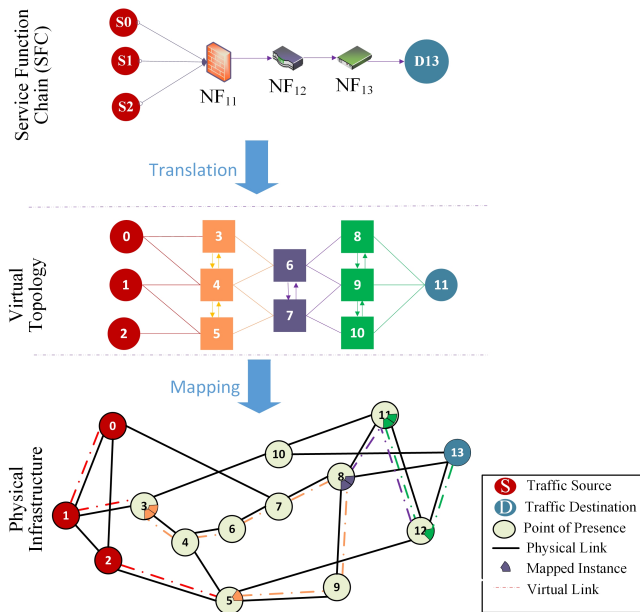 Service Function
Chain (SFC)
S0
S1
S2
NF11
NF12
NF13
D13
Translation
Virtual
Topology
0
1
2
3
4
5
6
7
8
9
10
11
Mapping
Physical
Infrastructure
0
1
2
3
4
5
6
7
8
9
10
11
12
13
S Traffic Source
D Traffic Destination
Point of Presence
Physical Link
Mapped Instance
Virtual Link